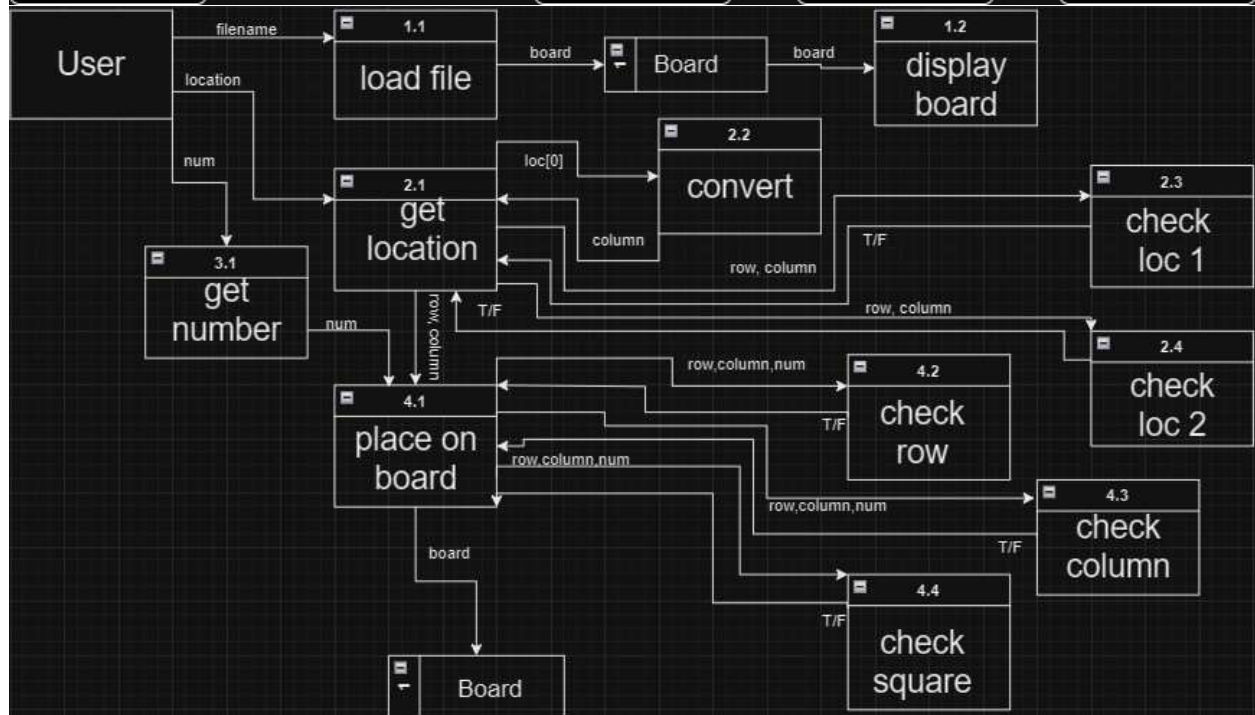 User
filename
1.1
load file
board
1
Board
board
1.2
display
board
location
num
2.1
get
location
loc[0]
2.2
convert
column
row, column
T/F
2.3
check
loc 1
3.1
get
number
num
row, column
T/F
row, column
2.4
check
loc 2
4.1
place on
board
row,column,num
T/F
4.2
check
row
row,column,num
row,column,num
T/F
4.3
check
column
board
T/F
4.4
check
square
1
Board